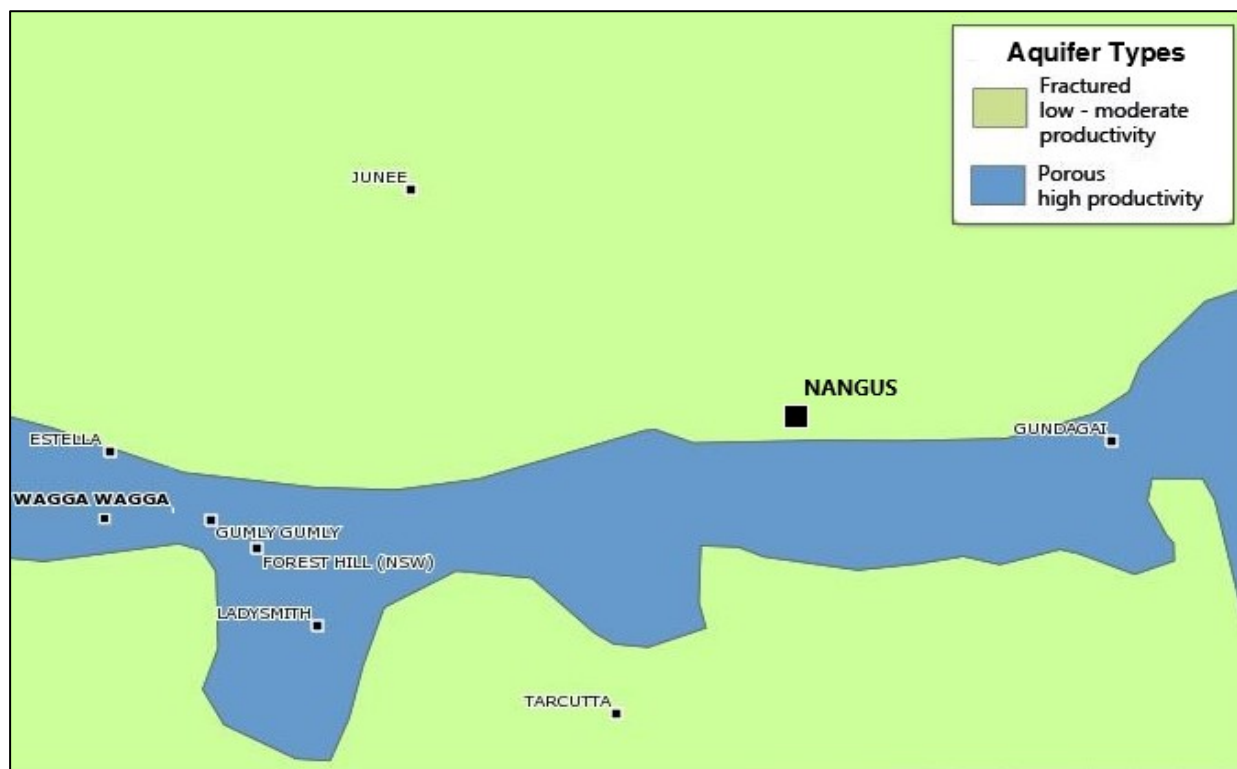 Aquifer Types
Fractured
low - moderate
productivity
Porous
high productivity
JUNEE
NANGUS
GUNDAGAI
ESTELLA
WAGGA WAGGA
GUMLY GUMLY
FOREST HILL (NSW)
LADYSMITH
TARCUTTA